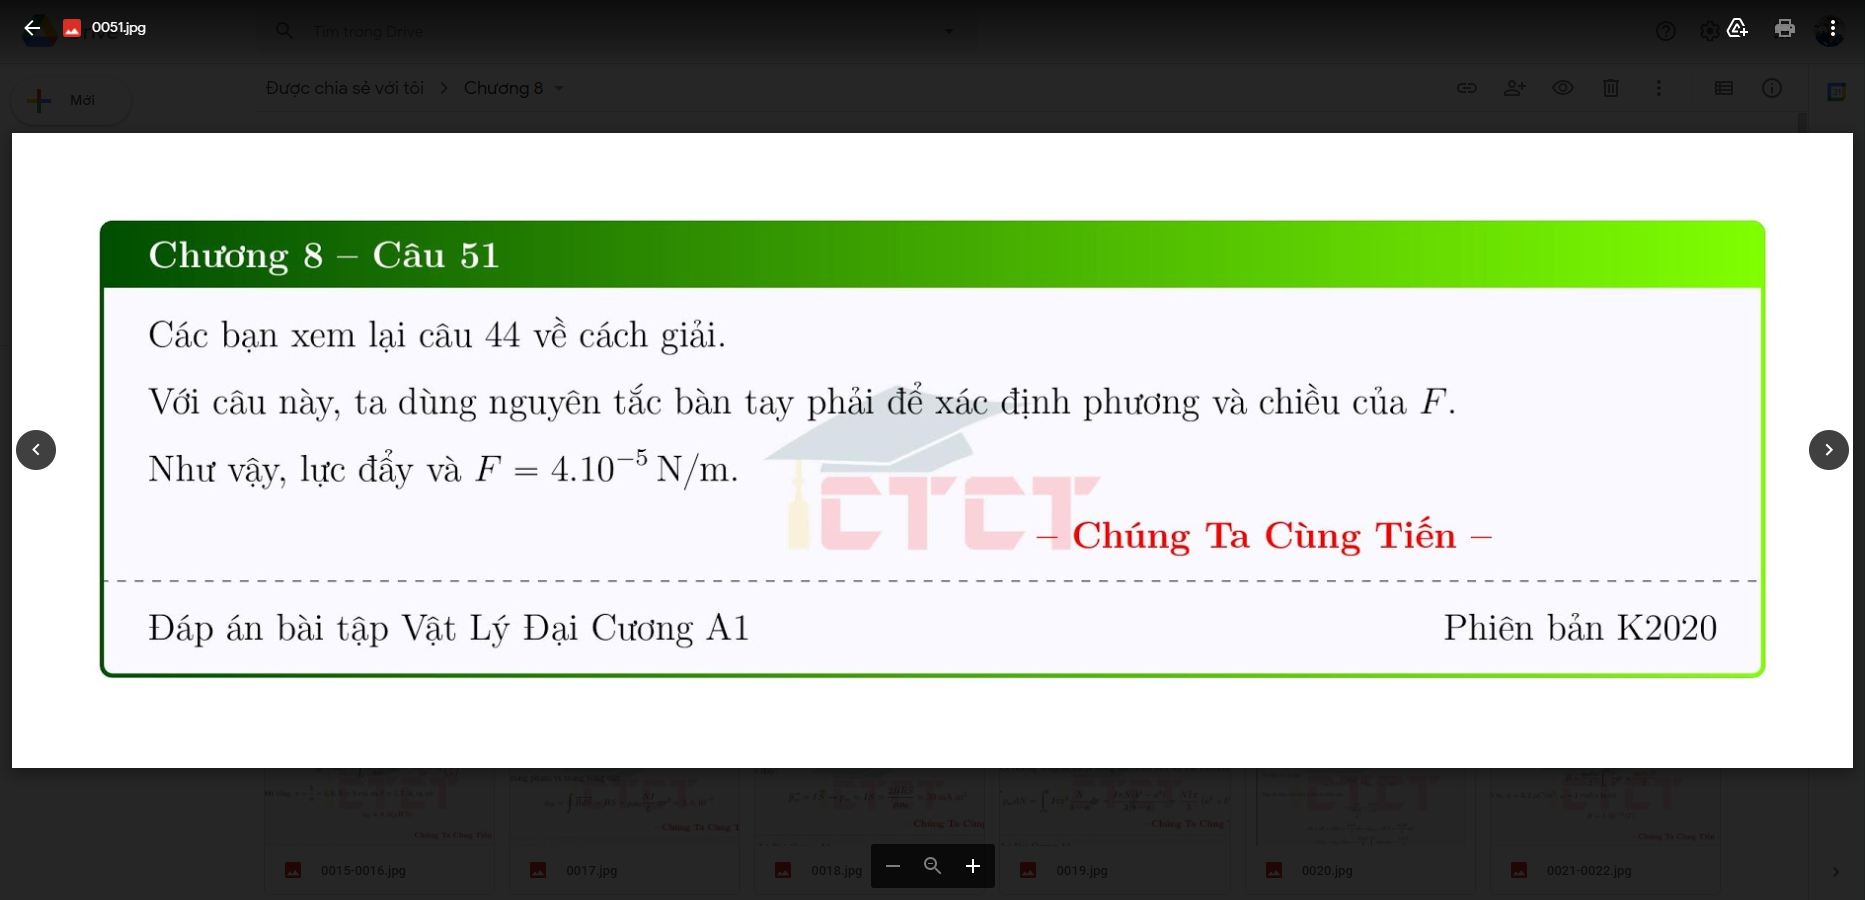 0051.jpg
Tìm trong Drive
Mới
Được chia sẻ với tôi
Chương 8
Chương 8 – Câu 51
Các bạn xem lại câu 44 về cách giải.
Với câu này, ta dùng nguyên tắc bàn tay phải để xác định phương và chiều của F.
Như vậy, lực đẩy và F = 4.10⁻⁵ N/m.
CTCT
– Chúng Ta Cùng Tiến –
Đáp án bài tập Vật Lý Đại Cương A1
Phiên bản K2020
Chúng Ta Cùng Tiến
0015-0016.jpg
0017.jpg
0018.jpg
0019.jpg
0020.jpg
0021-0022.jpg